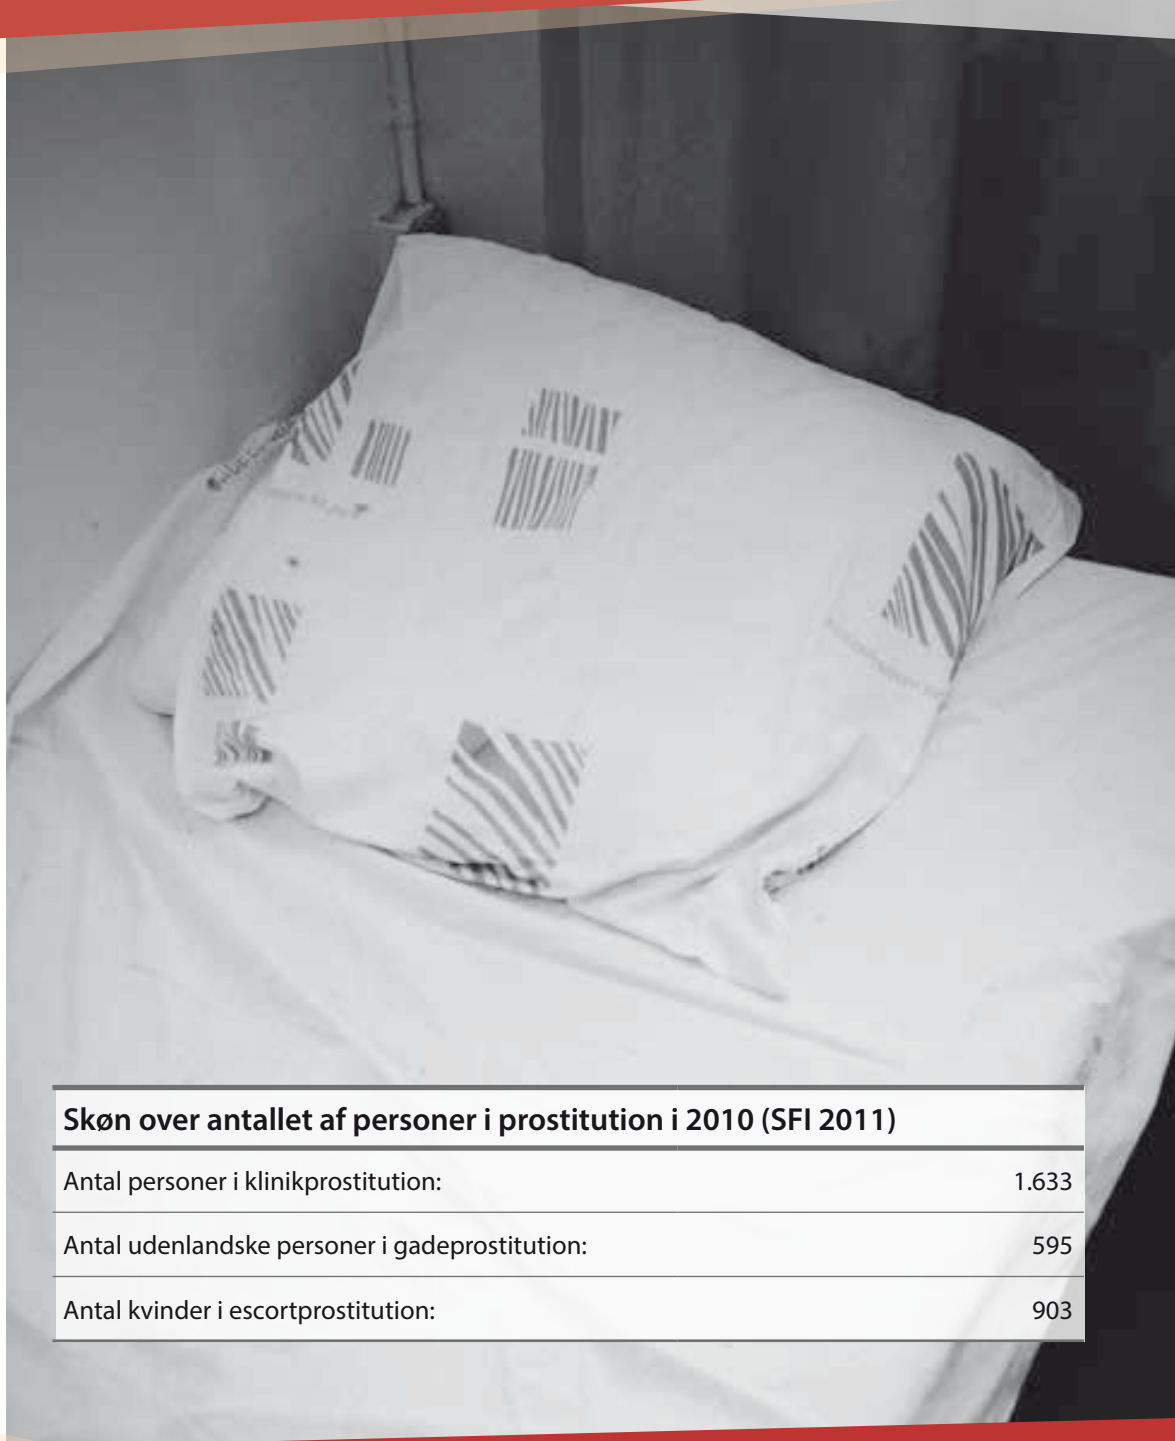 Skøn over antallet af personer i prostitution i 2010 (SFI 2011)
Antal personer i klinikprostitution: 1.633
Antal udenlandske personer i gadeprostitution: 595
Antal kvinder i escortprostitution: 903